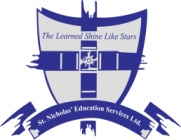 The Learned Shine Like Stars
St. Nicholas' Education Services Ltd.